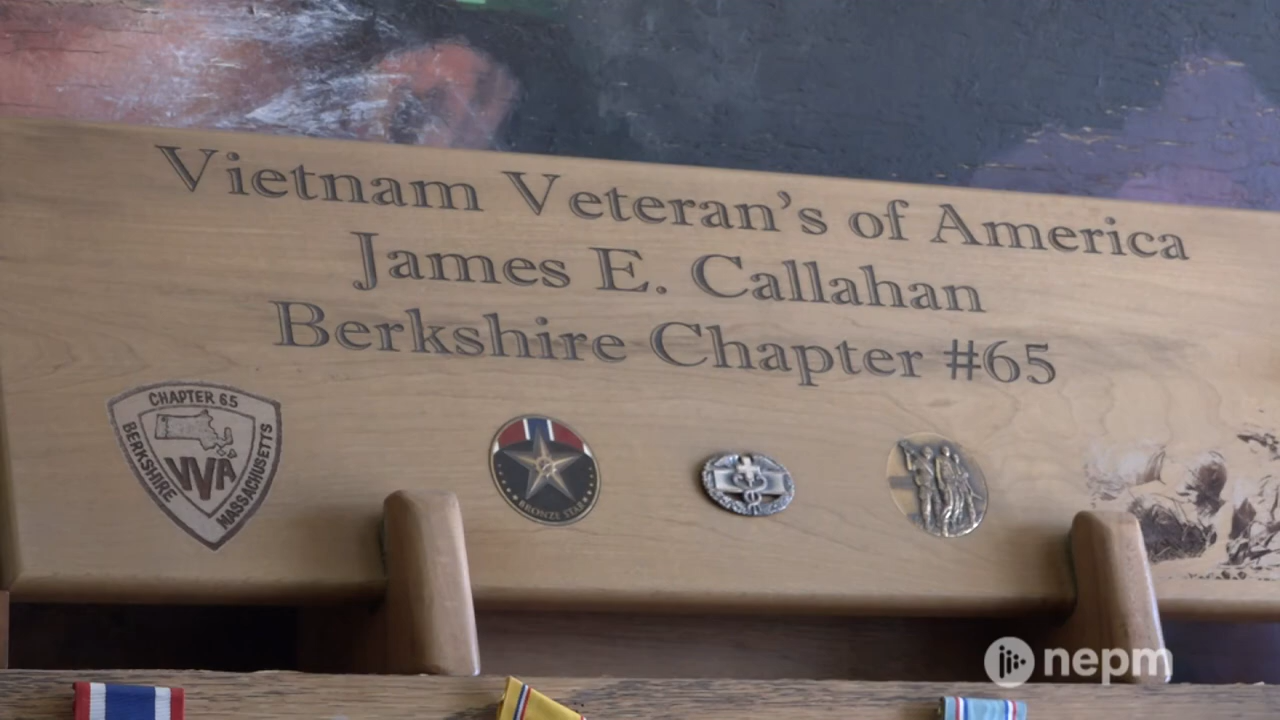 Vietnam Veteran's of America
James E. Callahan
Berkshire Chapter #65
CHAPTER 65
BERKSHIRE
VVA
MASSACHUSETTS
BRONZE STAR
nepm